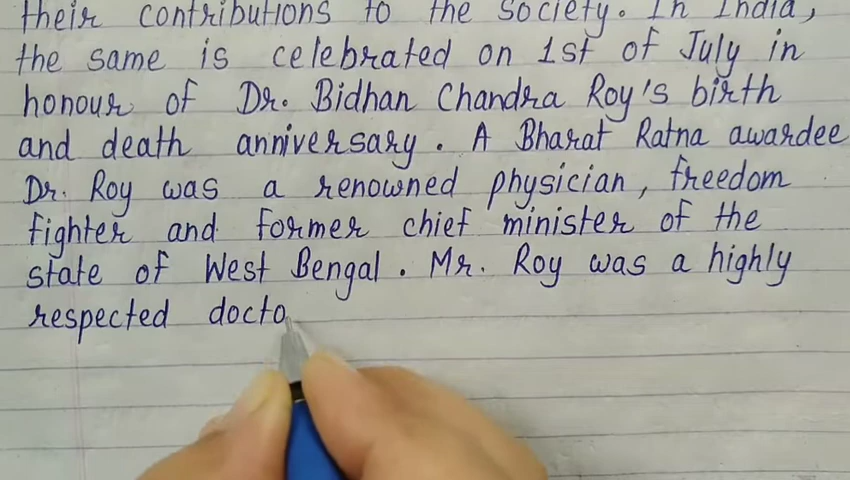 their contributions to the society. In India,
the same is celebrated on 1st of July in
honour of Dr. Bidhan Chandra Roy's birth
and death anniversary. A Bharat Ratna awardee
Dr. Roy was a renowned physician, freedom
fighter and former chief minister of the
state of West Bengal. Mr. Roy was a highly
respected docto